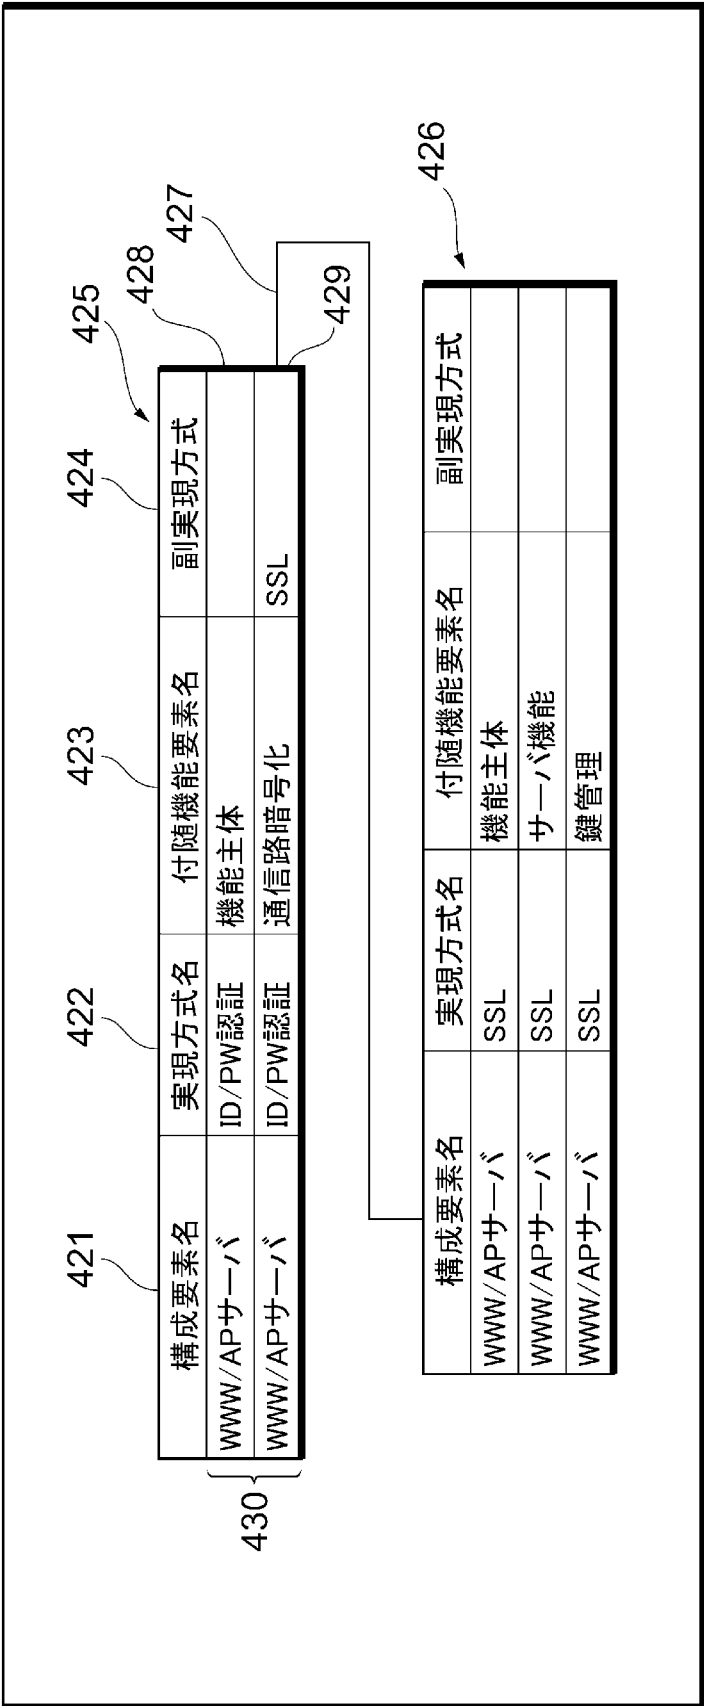 421 422 423 424 425
構成要素名 実現方式名 付随機能要素名 副実現方式
WWW/APサーバ ID/PW認証 機能主体
WWW/APサーバ ID/PW認証 通信路暗号化 SSL
430
428
427
429
426
構成要素名 実現方式名 付随機能要素名 副実現方式
WWW/APサーバ SSL 機能主体
WWW/APサーバ SSL サーバ機能
WWW/APサーバ SSL 鍵管理